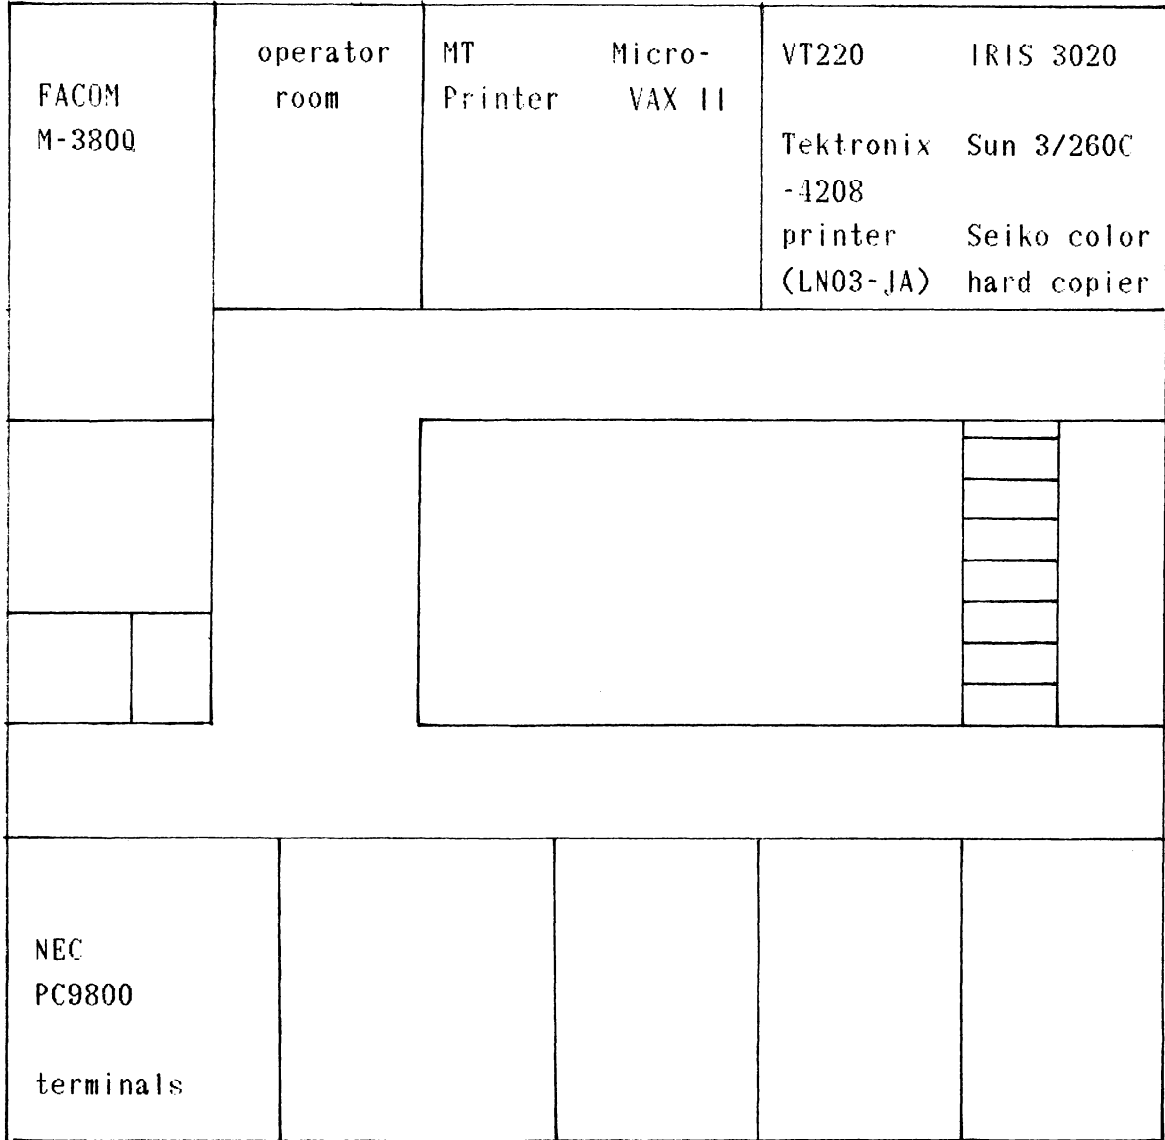 FACOM
M-380Q
operator
room
MT Micro-
Printer VAX II
VT220 IRIS 3020
Tektronix Sun 3/260C
-4208
printer Seiko color
(LN03-JA) hard copier
NEC
PC9800
terminals